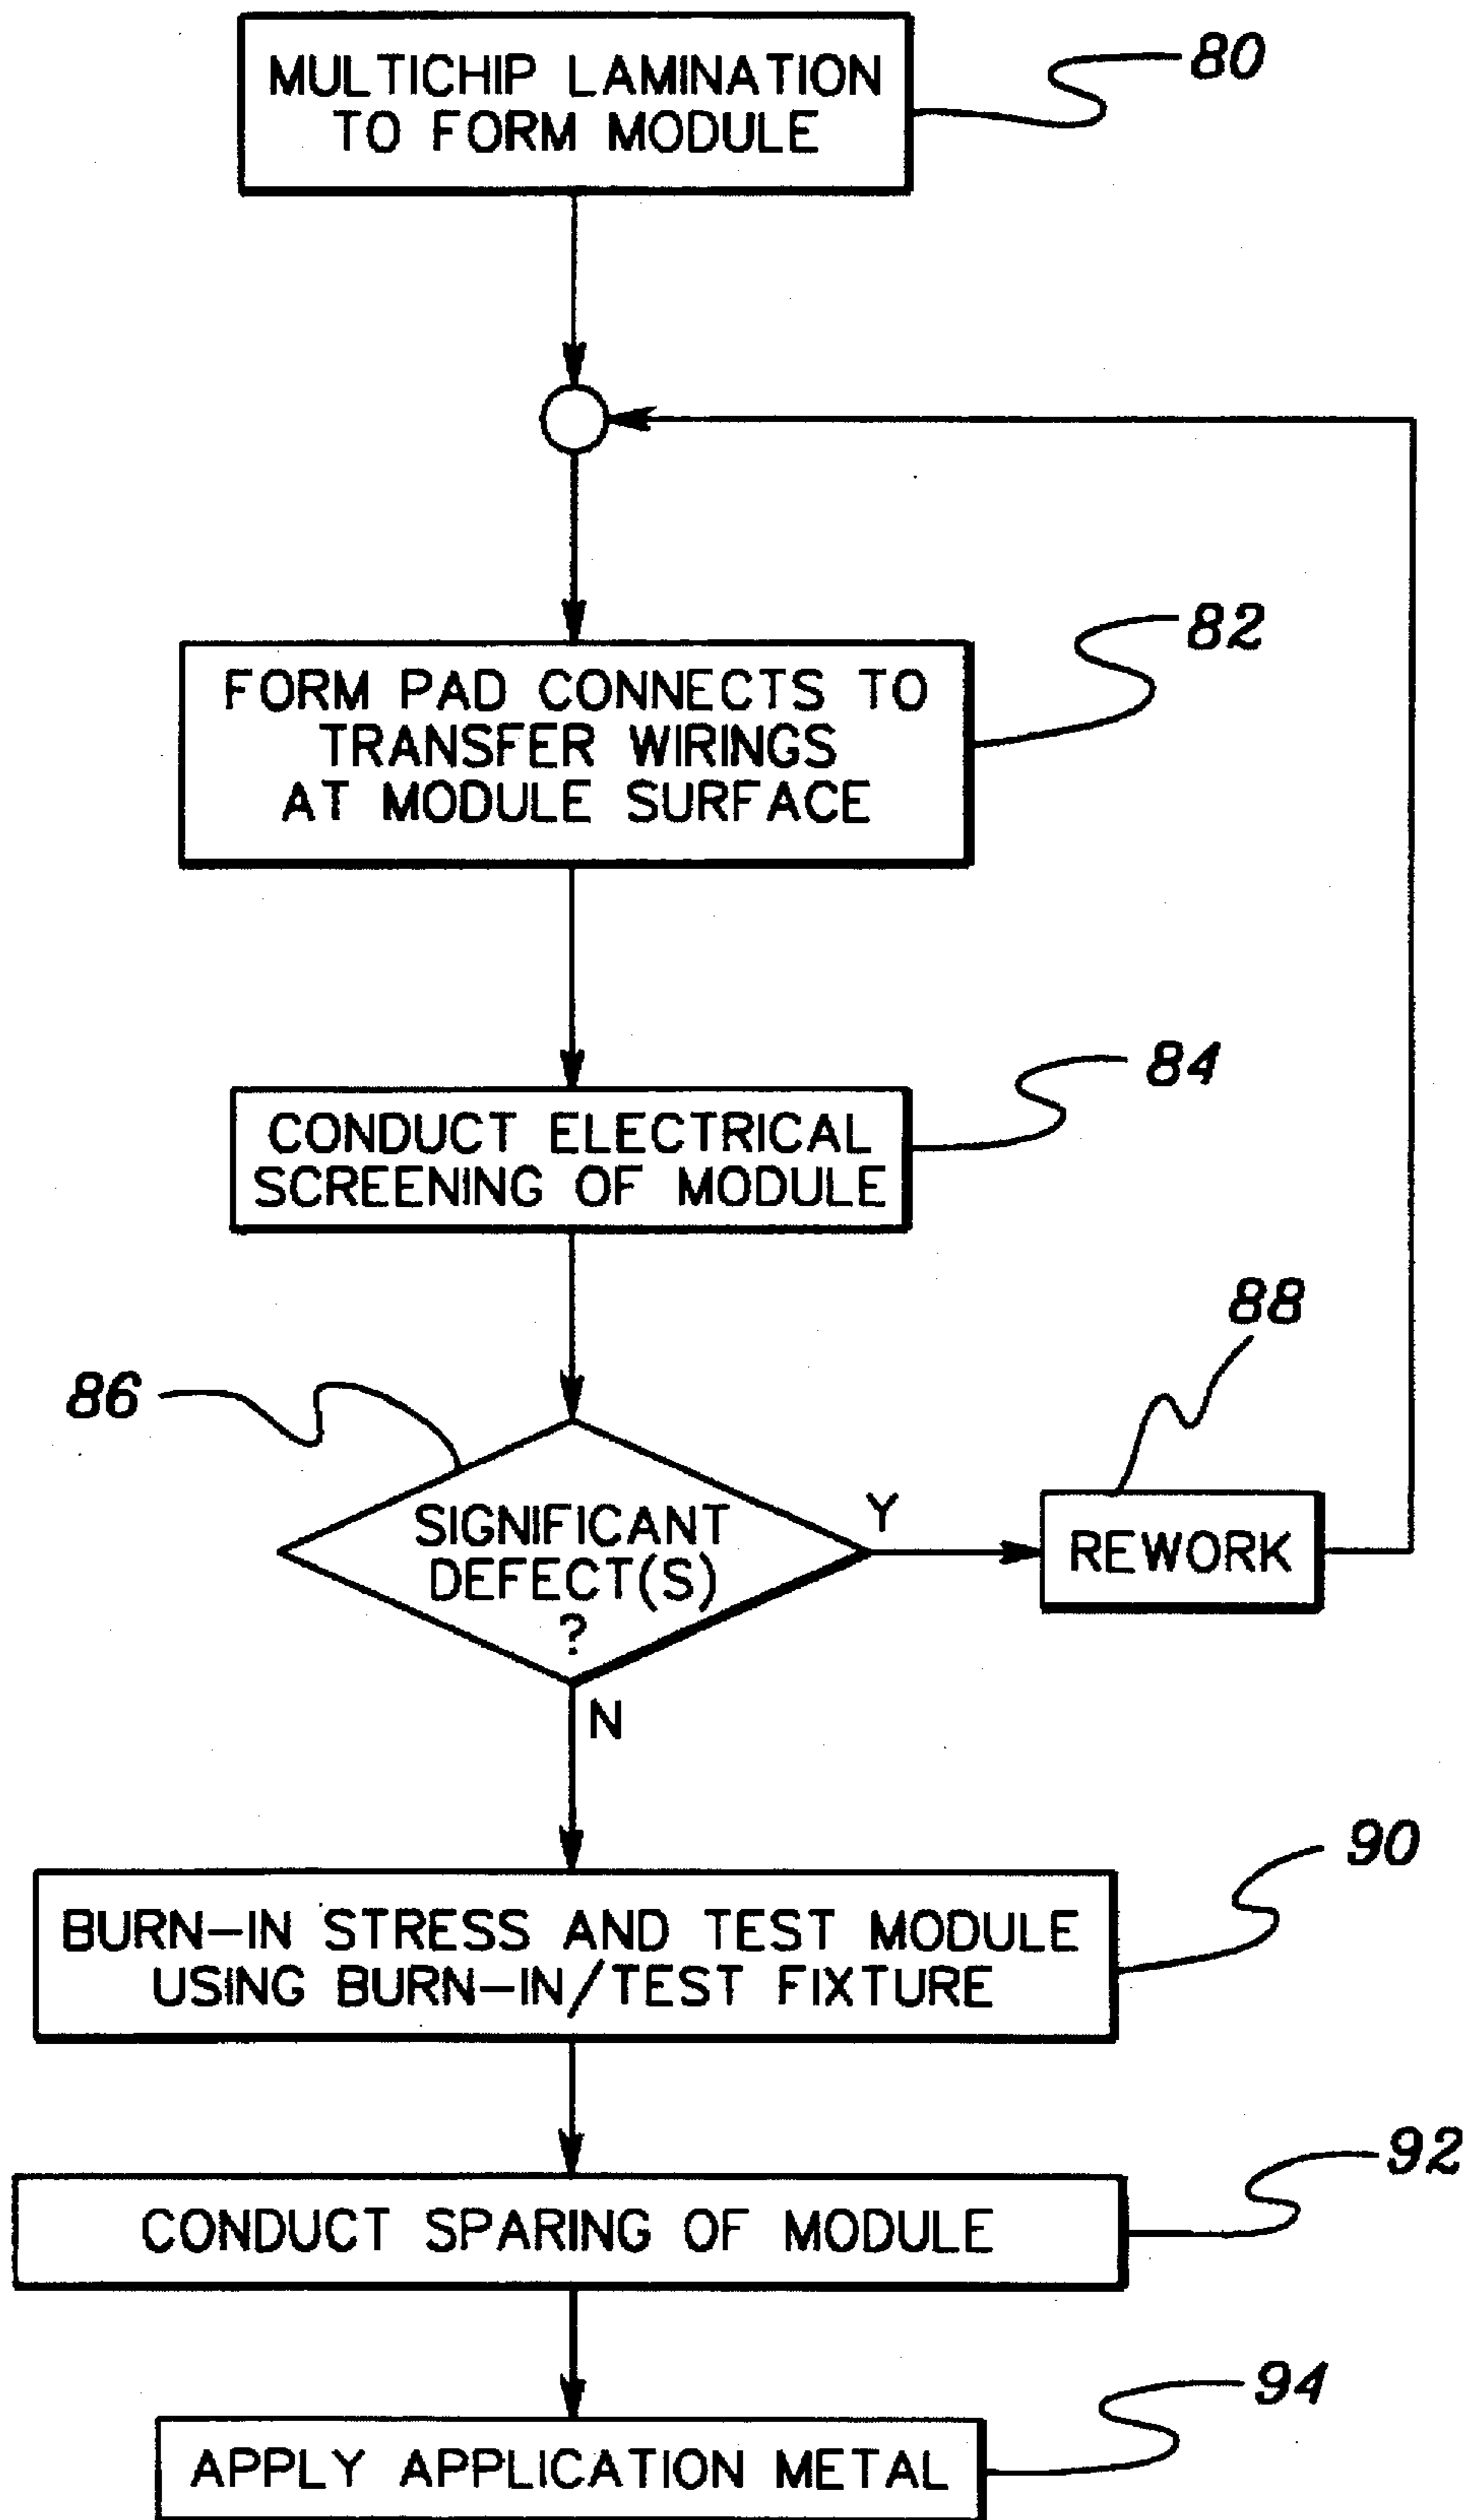 MULTICHIP LAMINATION
TO FORM MODULE
80
FORM PAD CONNECTS TO
TRANSFER WIRINGS
AT MODULE SURFACE
82
CONDUCT ELECTRICAL
SCREENING OF MODULE
84
86
SIGNIFICANT
DEFECT(S)
?
Y
N
88
REWORK
BURN-IN STRESS AND TEST MODULE
USING BURN-IN/TEST FIXTURE
90
CONDUCT SPARING OF MODULE
92
APPLY APPLICATION METAL
94